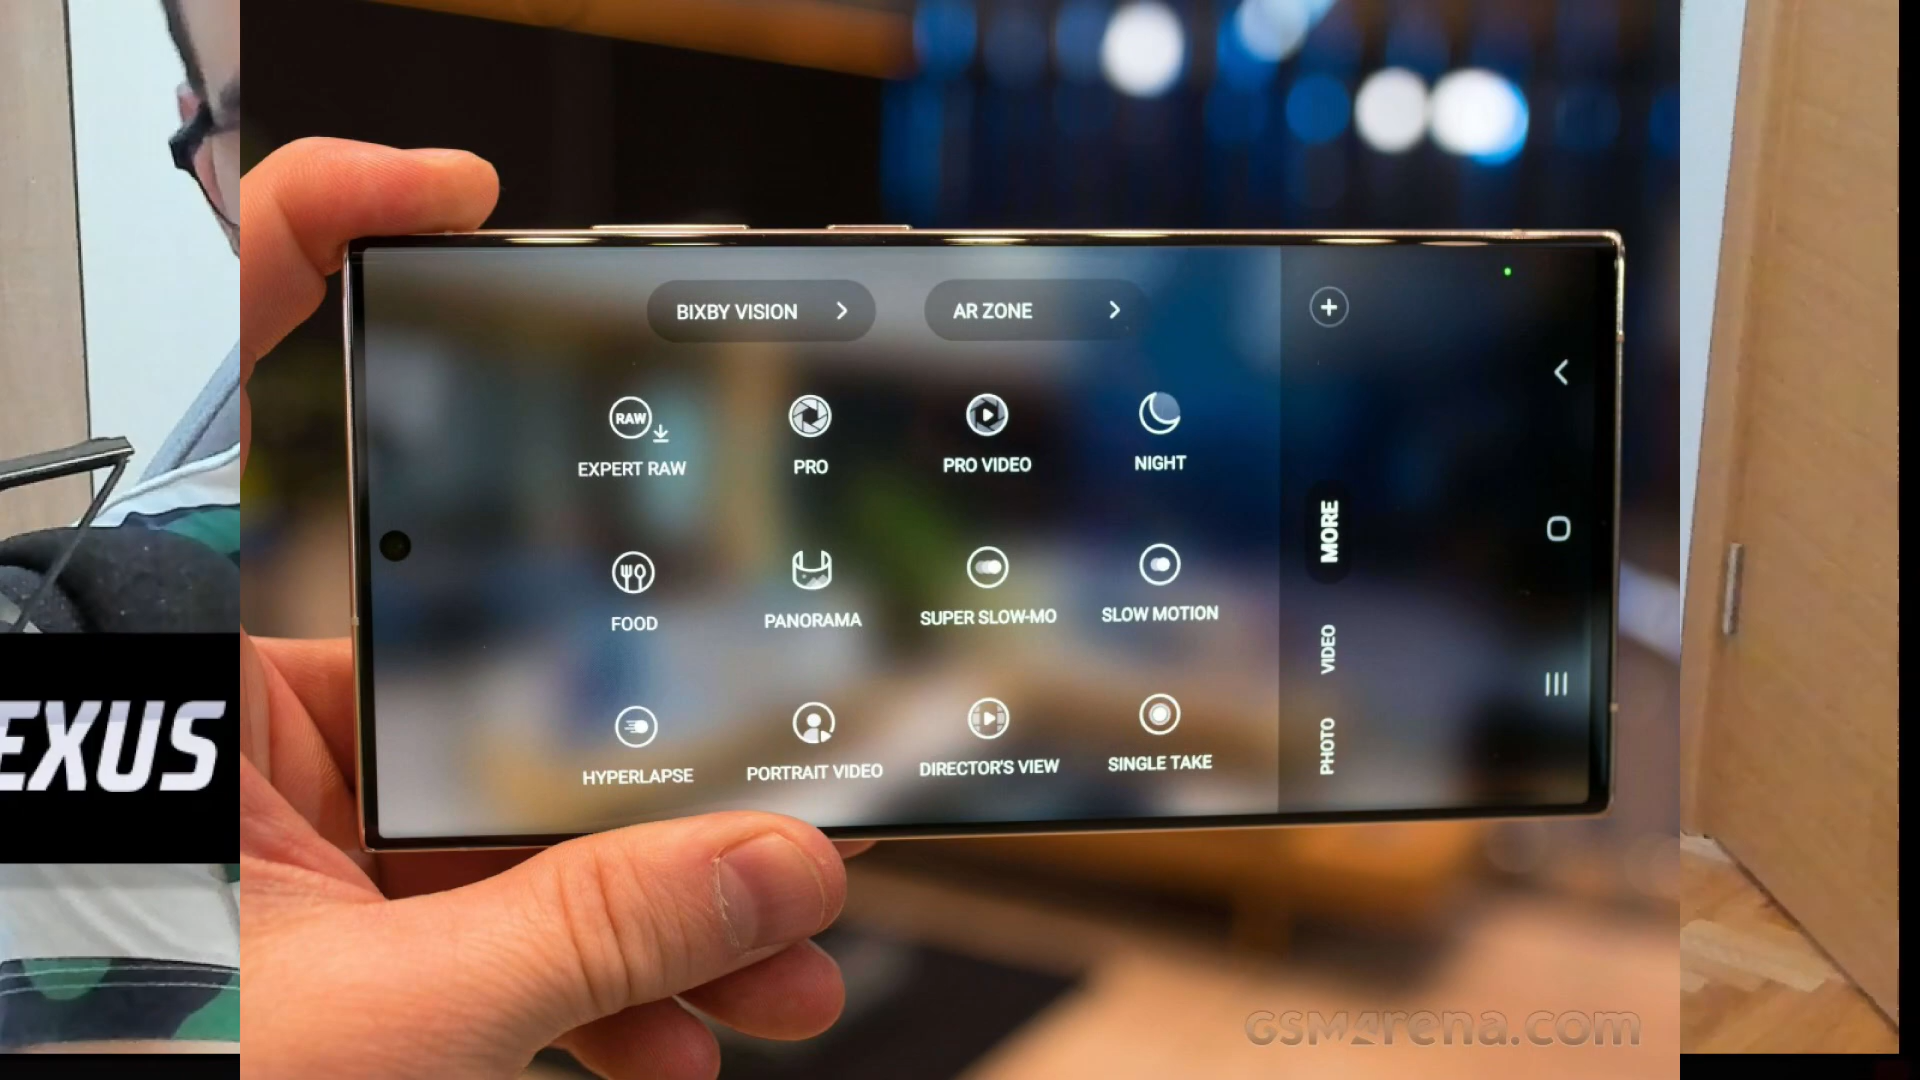 BIXBY VISION
AR ZONE
RAW
EXPERT RAW
PRO
PRO VIDEO
NIGHT
FOOD
PANORAMA
SUPER SLOW-MO
SLOW MOTION
HYPERLAPSE
PORTRAIT VIDEO
DIRECTOR'S VIEW
SINGLE TAKE
MORE
VIDEO
PHOTO
EXUS
GSMArena.com